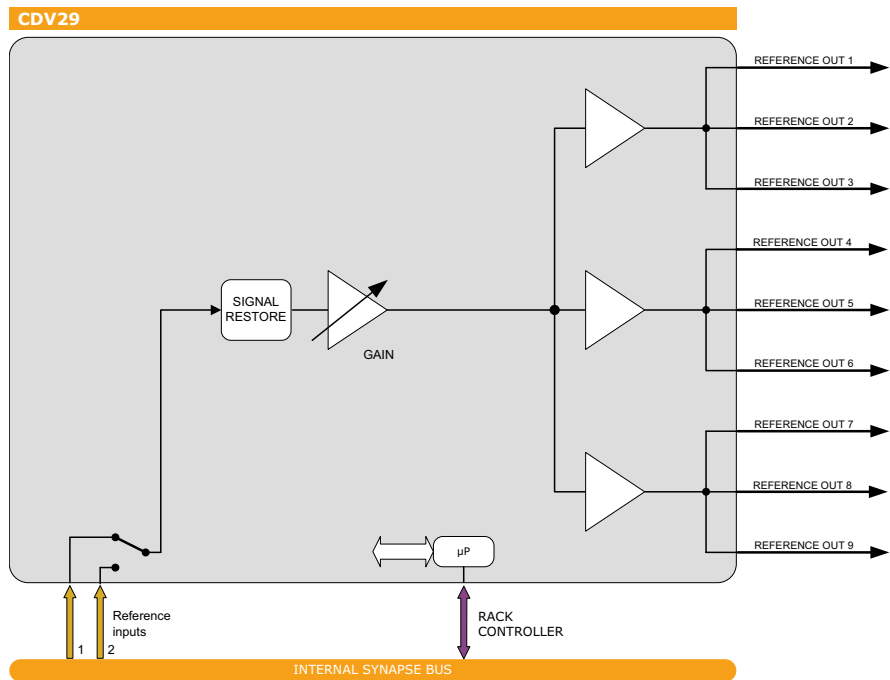 CDV29
REFERENCE OUT 1
REFERENCE OUT 2
REFERENCE OUT 3
REFERENCE OUT 4
SIGNAL
RESTORE
REFERENCE OUT 5
GAIN
REFERENCE OUT 6
REFERENCE OUT 7
REFERENCE OUT 8
REFERENCE OUT 9
µP
Reference
inputs
1
2
RACK
CONTROLLER
INTERNAL SYNAPSE BUS